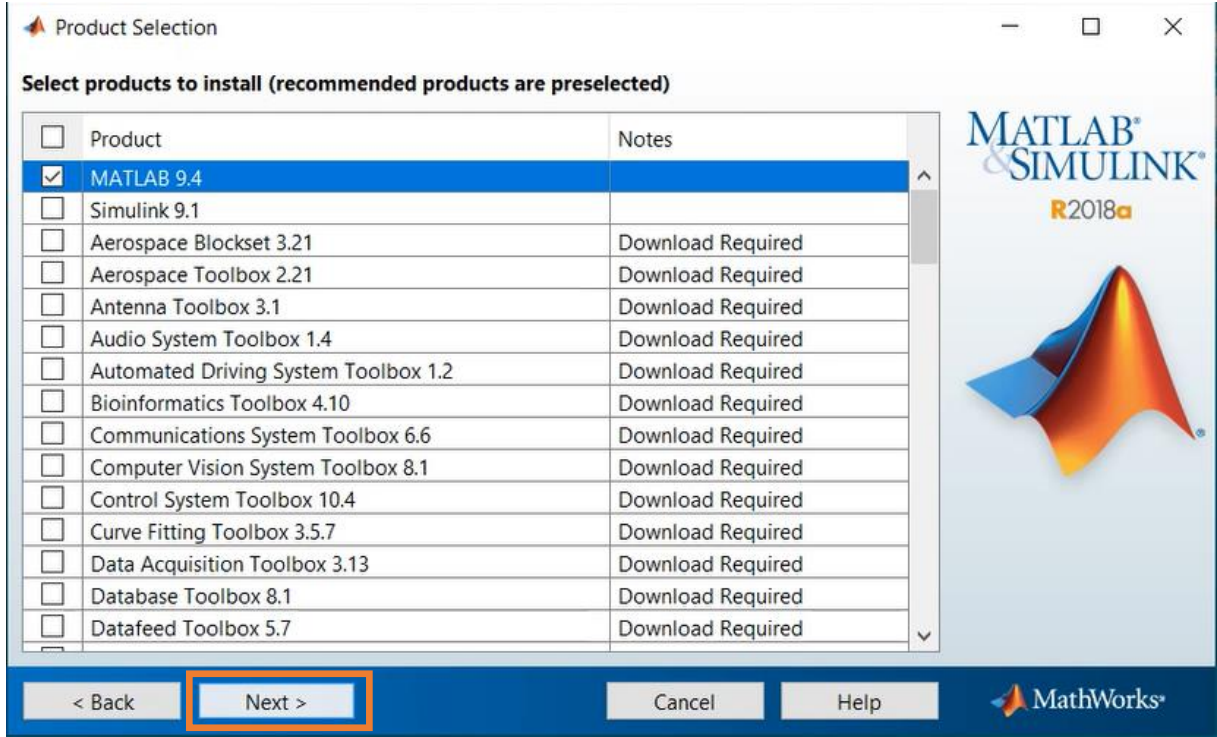 Product Selection
Select products to install (recommended products are preselected)
Product Notes
MATLAB 9.4
Simulink 9.1
Aerospace Blockset 3.21 Download Required
Aerospace Toolbox 2.21 Download Required
Antenna Toolbox 3.1 Download Required
Audio System Toolbox 1.4 Download Required
Automated Driving System Toolbox 1.2 Download Required
Bioinformatics Toolbox 4.10 Download Required
Communications System Toolbox 6.6 Download Required
Computer Vision System Toolbox 8.1 Download Required
Control System Toolbox 10.4 Download Required
Curve Fitting Toolbox 3.5.7 Download Required
Data Acquisition Toolbox 3.13 Download Required
Database Toolbox 8.1 Download Required
Datafeed Toolbox 5.7 Download Required
MATLAB®
&SIMULINK®
R2018a
®
< Back Next > Cancel Help MathWorks®